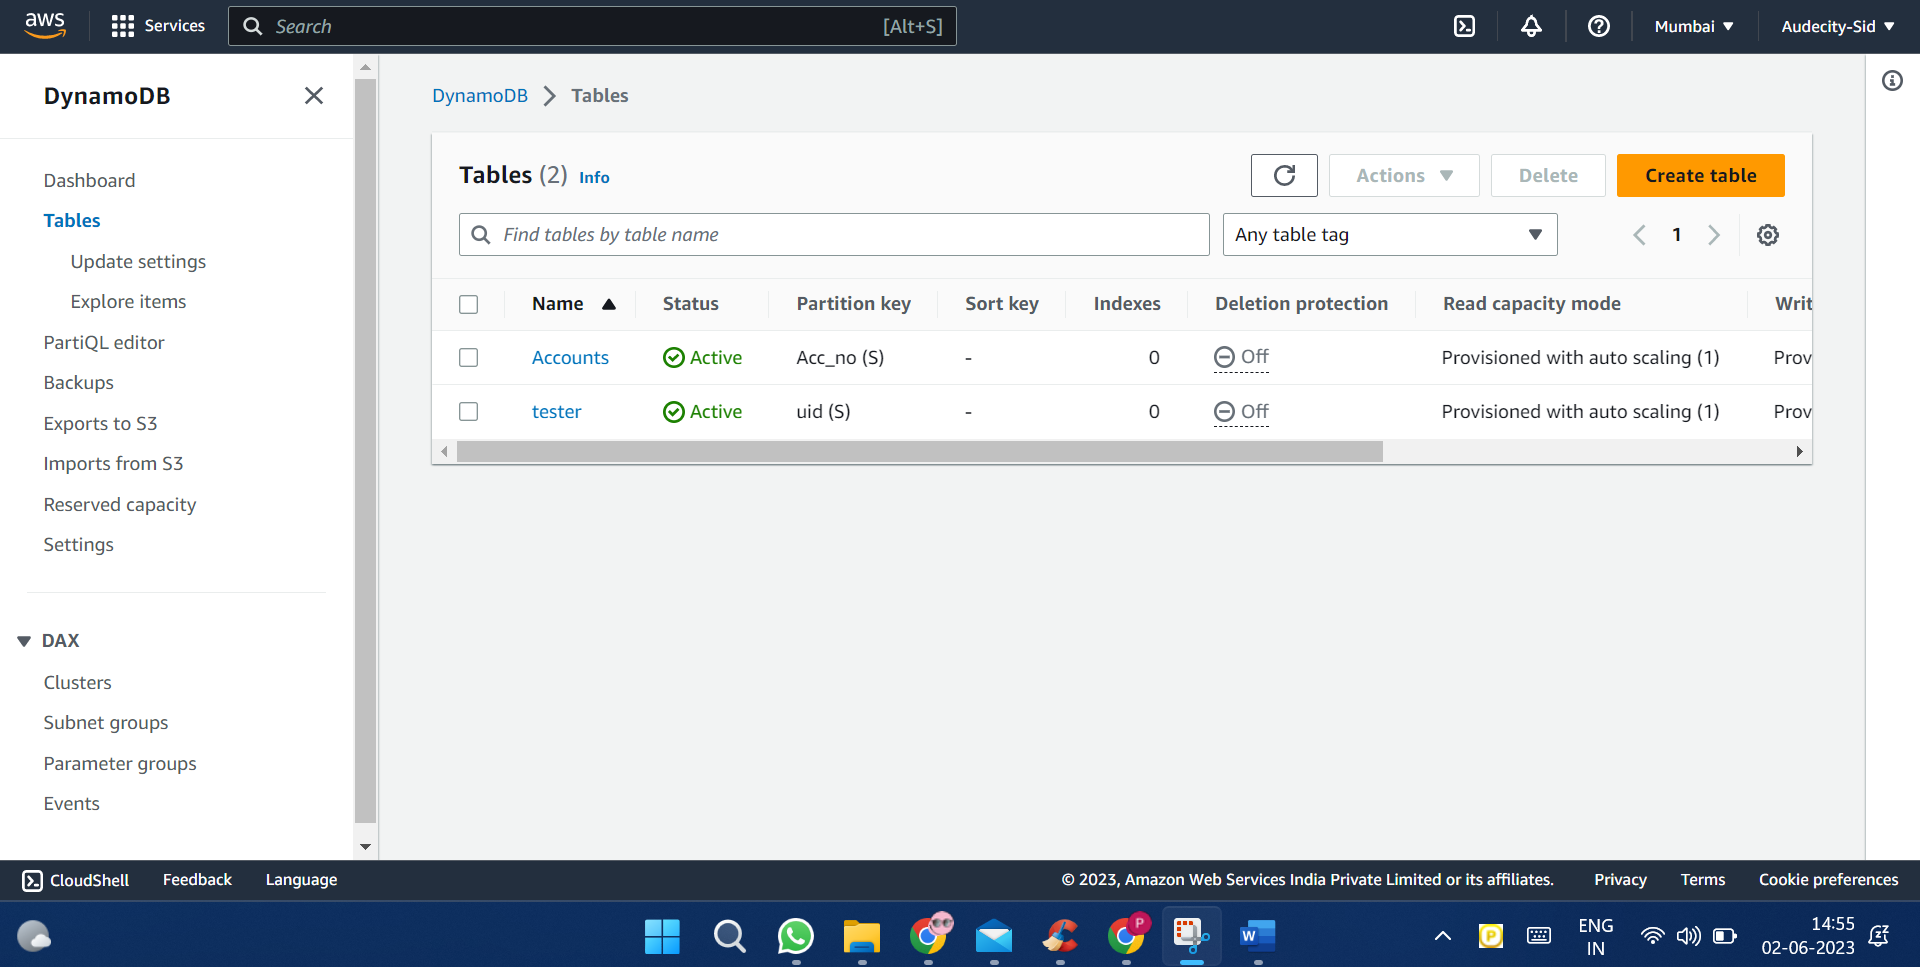 aws
Services
Search [Alt+S]
Mumbai
Audecity-Sid
DynamoDB
Dashboard
Tables
Update settings
Explore items
PartiQL editor
Backups
Exports to S3
Imports from S3
Reserved capacity
Settings
DAX
Clusters
Subnet groups
Parameter groups
Events
DynamoDB Tables
Tables (2) Info
Actions
Delete
Create table
Find tables by table name
Any table tag
1
Name Status Partition key Sort key Indexes Deletion protection Read capacity mode Writ
Accounts Active Acc_no (S) - 0 Off Provisioned with auto scaling (1) Prov
tester Active uid (S) - 0 Off Provisioned with auto scaling (1) Prov
CloudShell Feedback Language © 2023, Amazon Web Services India Private Limited or its affiliates. Privacy Terms Cookie preferences
P
W
P
ENG
IN
14:55
02-06-2023